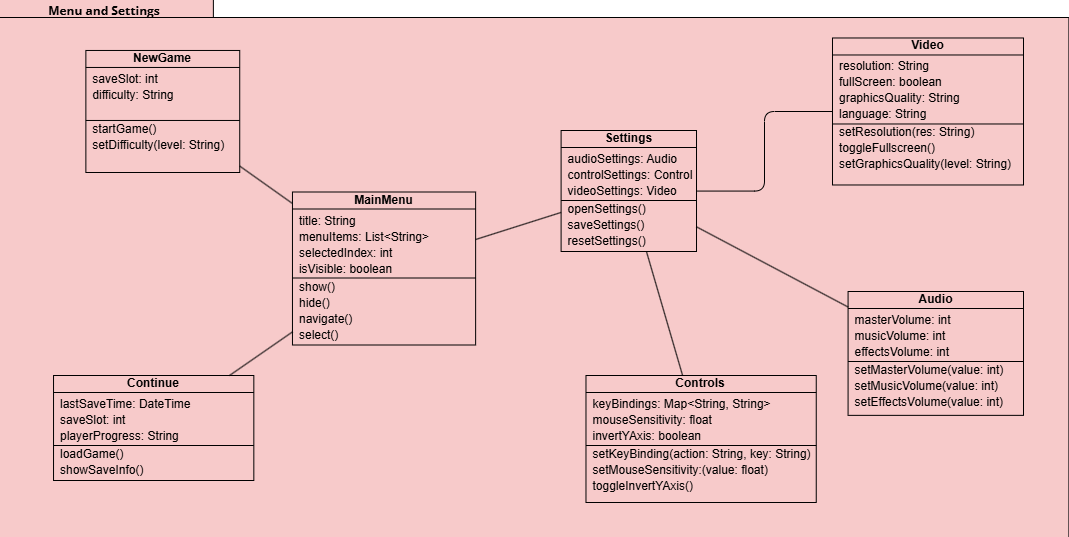 Menu and Settings
NewGame
saveSlot: int
difficulty: String
startGame()
setDifficulty(level: String)
MainMenu
title: String
menuItems: List<String>
selectedIndex: int
isVisible: boolean
show()
hide()
navigate()
select()
Continue
lastSaveTime: DateTime
saveSlot: int
playerProgress: String
loadGame()
showSaveInfo()
Settings
audioSettings: Audio
controlSettings: Control
videoSettings: Video
openSettings()
saveSettings()
resetSettings()
Video
resolution: String
fullScreen: boolean
graphicsQuality: String
language: String
setResolution(res: String)
toggleFullscreen()
setGraphicsQuality(level: String)
Audio
masterVolume: int
musicVolume: int
effectsVolume: int
setMasterVolume(value: int)
setMusicVolume(value: int)
setEffectsVolume(value: int)
Controls
keyBindings: Map<String, String>
mouseSensitivity: float
invertYAxis: boolean
setKeyBinding(action: String, key: String)
setMouseSensitivity:(value: float)
toggleInvertYAxis()